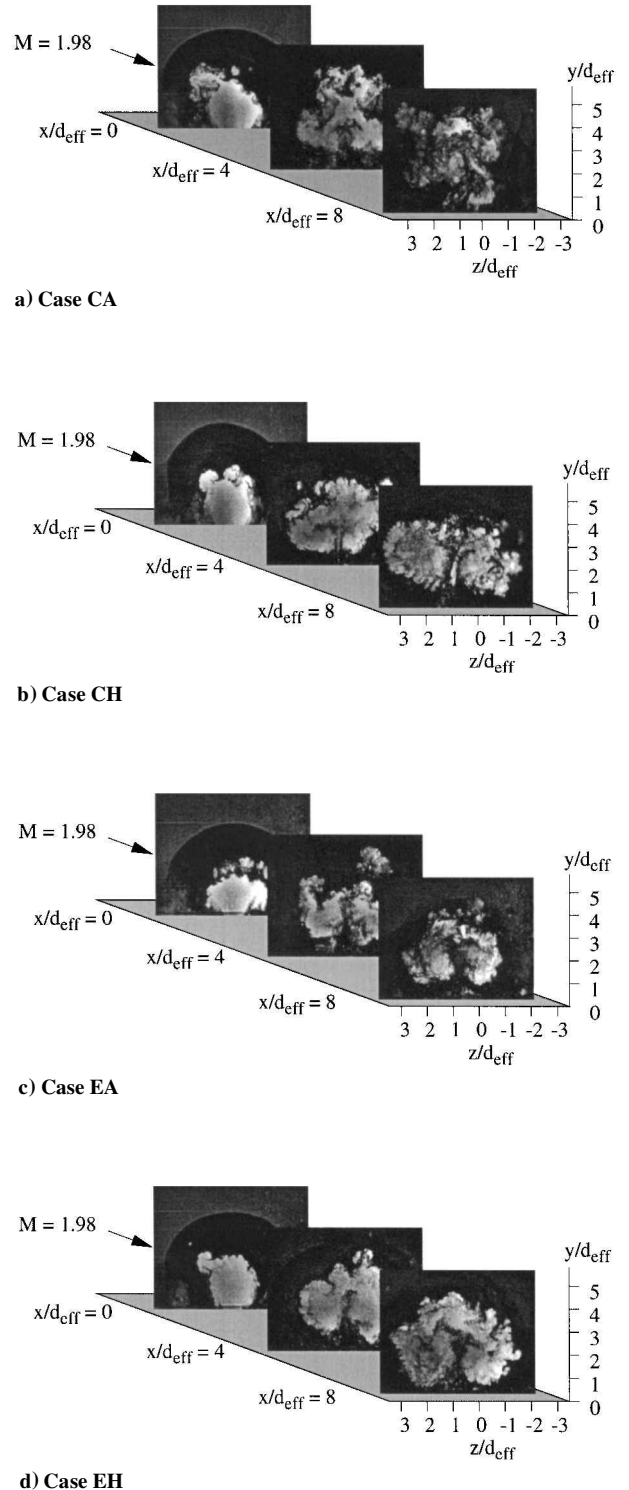 M = 1.98
y/d_eff
5
4
3
2
1
0
x/d_eff = 0
x/d_eff = 4
x/d_eff = 8
3 2 1 0 -1 -2 -3
z/d_eff
a) Case CA
M = 1.98
y/d_eff
5
4
3
2
1
0
x/d_eff = 0
x/d_eff = 4
x/d_eff = 8
3 2 1 0 -1 -2 -3
z/d_eff
b) Case CH
M = 1.98
y/d_eff
5
4
3
2
1
0
x/d_eff = 0
x/d_eff = 4
x/d_eff = 8
3 2 1 0 -1 -2 -3
z/d_eff
c) Case EA
M = 1.98
y/d_eff
5
4
3
2
1
0
x/d_eff = 0
x/d_eff = 4
x/d_eff = 8
3 2 1 0 -1 -2 -3
z/d_eff
d) Case EH